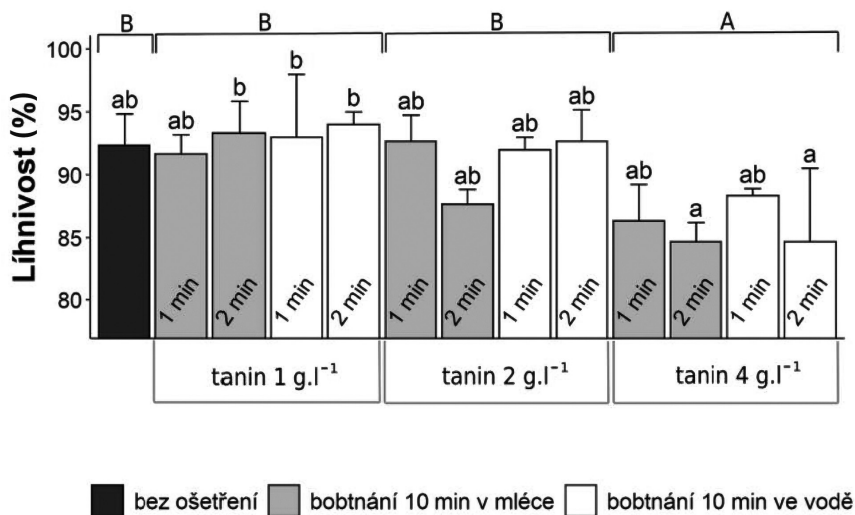 B B B A
100
95
90
85
80
Líhnivost (%)
ab ab b b b ab ab ab ab ab a ab a
1 min 2 min 1 min 2 min 1 min 2 min 1 min 2 min 1 min 2 min 1 min 2 min
tanin 1 g.l⁻¹ tanin 2 g.l⁻¹ tanin 4 g.l⁻¹
bez ošetření bobtnání 10 min v mléce bobtnání 10 min ve vodě